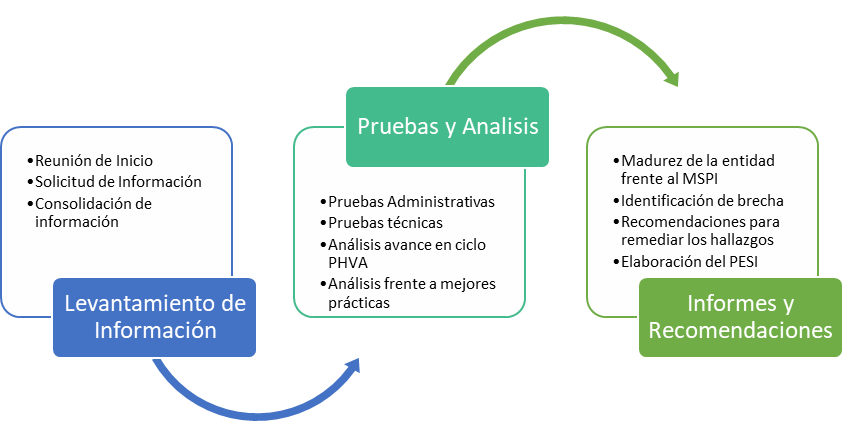 •Reunión de Inicio
•Solicitud de Información
•Consolidación de
información
Levantamiento de
Información
Pruebas y Analisis
•Pruebas Administrativas
•Pruebas técnicas
•Análisis avance en ciclo
PHVA
•Análisis frente a mejores
prácticas
•Madurez de la entidad
frente al MSPI
•Identificación de brecha
•Recomendaciones para
remediar los hallazgos
•Elaboración del PESI
Informes y
Recomendaciones